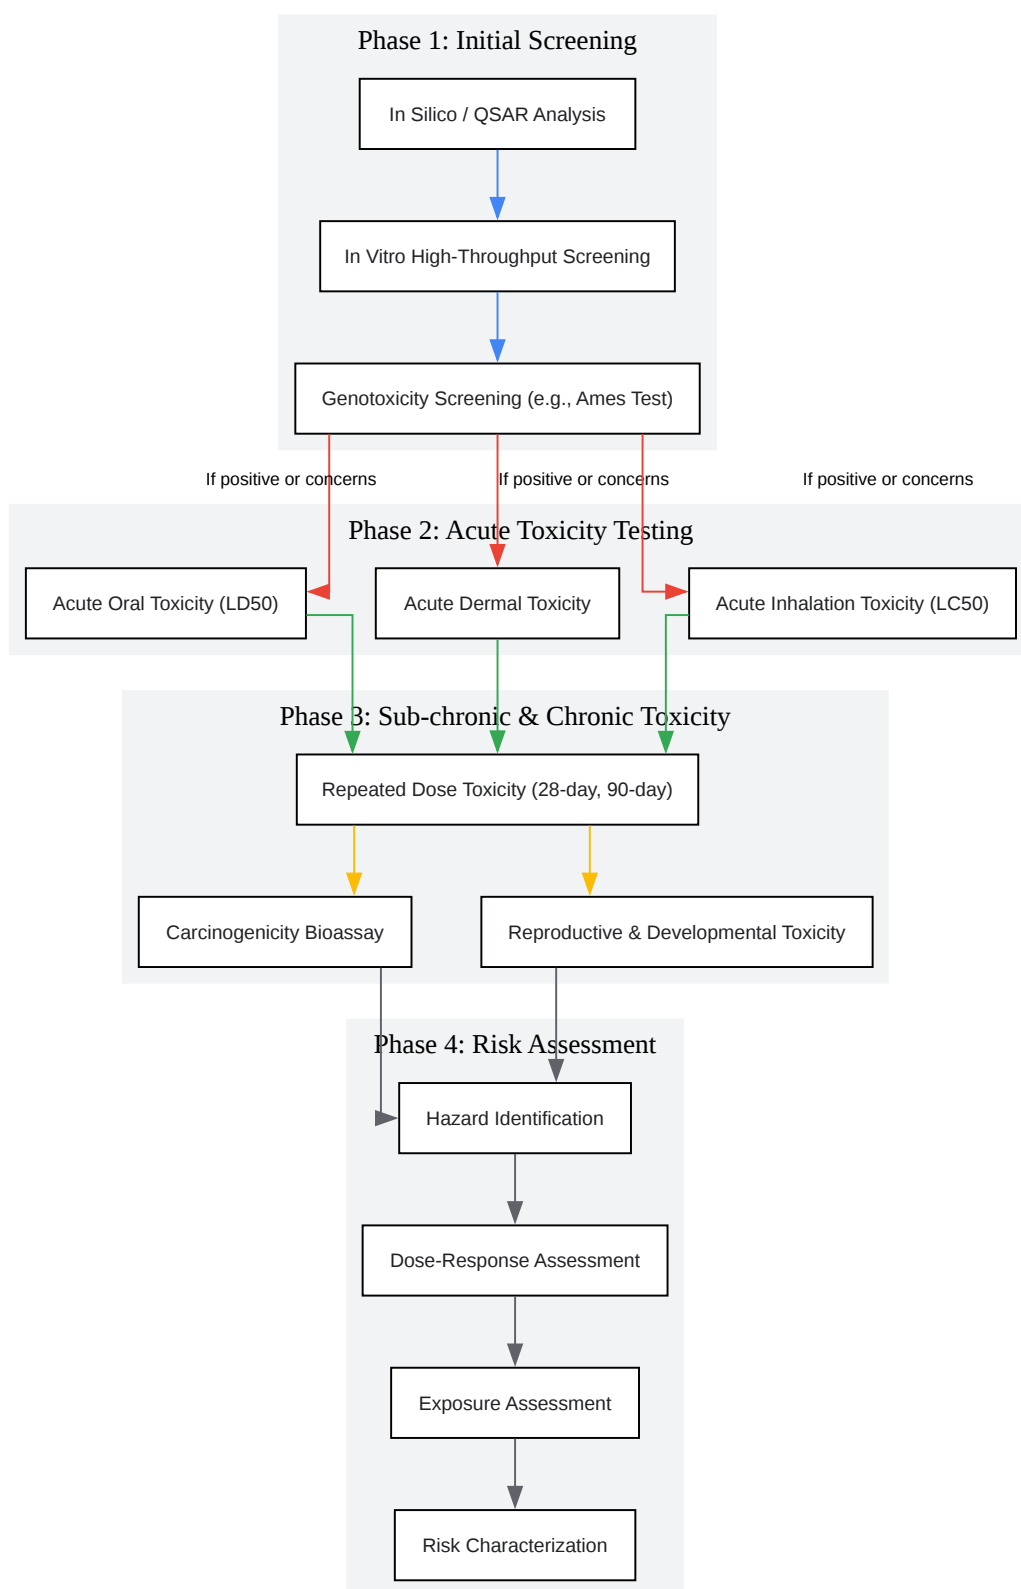 Phase 1: Initial Screening
In Silico / QSAR Analysis
In Vitro High-Throughput Screening
Genotoxicity Screening (e.g., Ames Test)
If positive or concerns
If positive or concerns
If positive or concerns
Phase 2: Acute Toxicity Testing
Acute Oral Toxicity (LD50)
Acute Dermal Toxicity
Acute Inhalation Toxicity (LC50)
Phase 3: Sub-chronic & Chronic Toxicity
Repeated Dose Toxicity (28-day, 90-day)
Carcinogenicity Bioassay
Reproductive & Developmental Toxicity
Phase 4: Risk Assessment
Hazard Identification
Dose-Response Assessment
Exposure Assessment
Risk Characterization